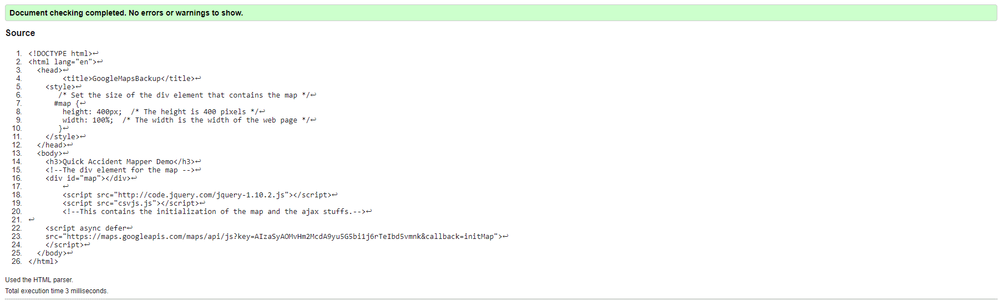 Document checking completed. No errors or warnings to show.
Source
1. <!DOCTYPE html>↩
2. <html lang="en">↩
3. <head>↩
4. <title>GoogleMapsBackup</title>↩
5. <style>↩
6. /* Set the size of the div element that contains the map */↩
7. #map {↩
8. height: 400px;  /* The height is 400 pixels */↩
9. width: 100%;  /* The width is the width of the web page */↩
10. }↩
11. </style>↩
12. </head>↩
13. <body>↩
14. <h3>Quick Accident Mapper Demo</h3>↩
15. <!--The div element for the map -->↩
16. <div id="map"></div>↩
17. ↩
18. <script src="http://code.jquery.com/jquery-1.10.2.js"></script>↩
19. <script src="csvjs.js"></script>↩
20. <!--This contains the initialization of the map and the ajax stuffs.-->↩
21. ↩
22. <script async defer↩
23. src="https://maps.googleapis.com/maps/api/js?key=AIzaSyAOMvHm2McdA9yu5G5bi1j6rTeIbd5vmnk&callback=initMap">↩
24. </script>↩
25. </body>↩
26. </html>
Used the HTML parser.
Total execution time 3 milliseconds.